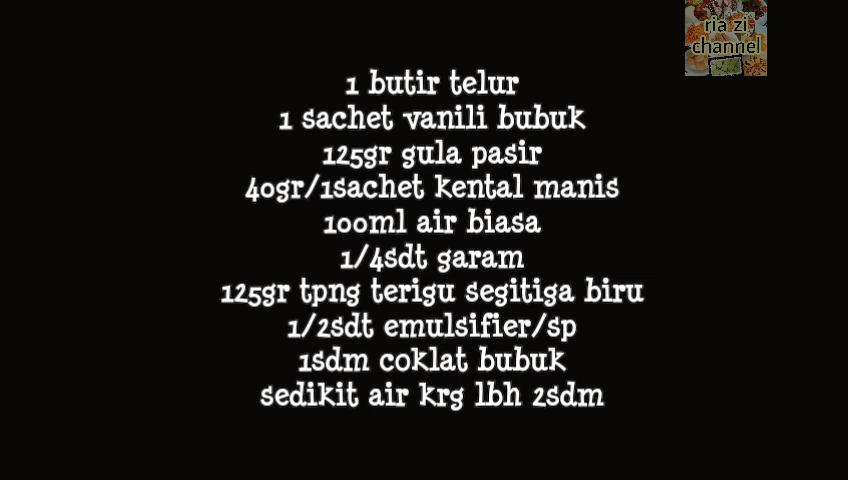 ria zi
channel
1 butir telur
1 sachet vanili bubuk
125gr gula pasir
40gr/1sachet kental manis
100ml air biasa
1/4sdt garam
125gr tpng terigu segitiga biru
1/2sdt emulsifier/sp
1sdm coklat bubuk
sedikit air krg lbh 2sdm